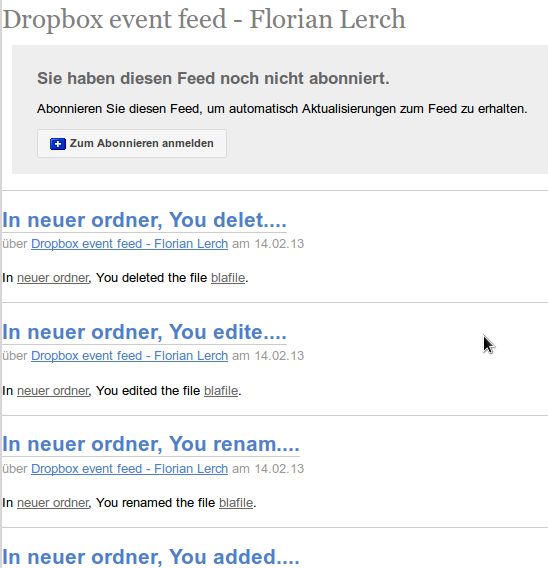 Dropbox event feed - Florian Lerch
Sie haben diesen Feed noch nicht abonniert.
Abonnieren Sie diesen Feed, um automatisch Aktualisierungen zum Feed zu erhalten.
Zum Abonnieren anmelden
In neuer ordner, You delet....
über Dropbox event feed - Florian Lerch am 14.02.13
In neuer ordner, You deleted the file blafile.
In neuer ordner, You edite....
über Dropbox event feed - Florian Lerch am 14.02.13
In neuer ordner, You edited the file blafile.
In neuer ordner, You renam....
über Dropbox event feed - Florian Lerch am 14.02.13
In neuer ordner, You renamed the file blafile.
In neuer ordner, You added....